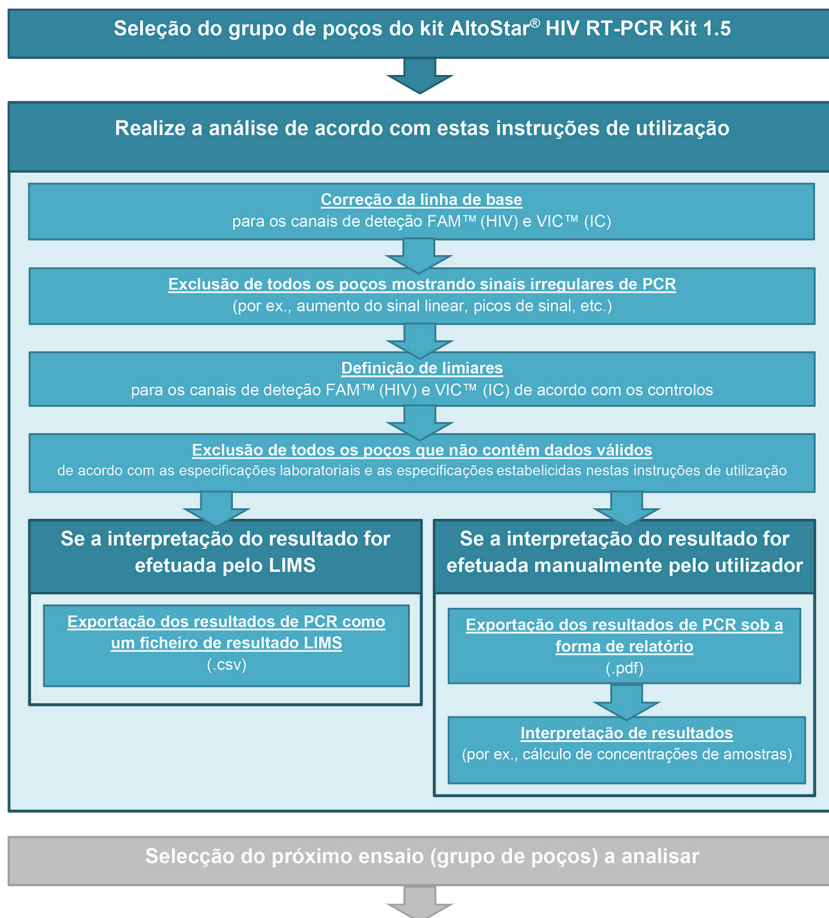 Seleção do grupo de poços do kit AltoStar® HIV RT-PCR Kit 1.5
Realize a análise de acordo com estas instruções de utilização
Correção da linha de base
para os canais de deteção FAM™ (HIV) e VIC™ (IC)
Exclusão de todos os poços mostrando sinais irregulares de PCR
(por ex., aumento do sinal linear, picos de sinal, etc.)
Definição de limiares
para os canais de deteção FAM™ (HIV) e VIC™ (IC) de acordo com os controlos
Exclusão de todos os poços que não contêm dados válidos
de acordo com as especificações laboratoriais e as especificações estabelicidas nestas instruções de utilização
Se a interpretação do resultado for
efetuada pelo LIMS
Exportação dos resultados de PCR como
um ficheiro de resultado LIMS
(.csv)
Se a interpretação do resultado for
efetuada manualmente pelo utilizador
Exportação dos resultados de PCR sob a
forma de relatório
(.pdf)
Interpretação de resultados
(por ex., cálculo de concentrações de amostras)
Selecção do próximo ensaio (grupo de poços) a analisar